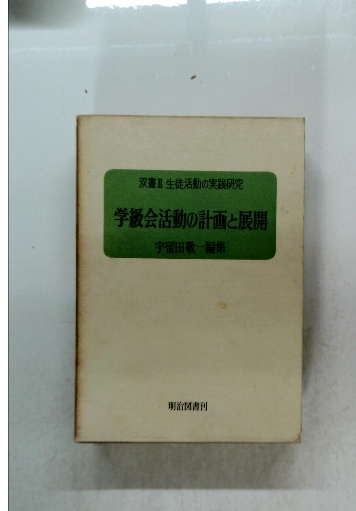 双書Ⅱ 生徒活動の実践研究
学級会活動の計画と展開
宇留田敬一編集
明治図書刊